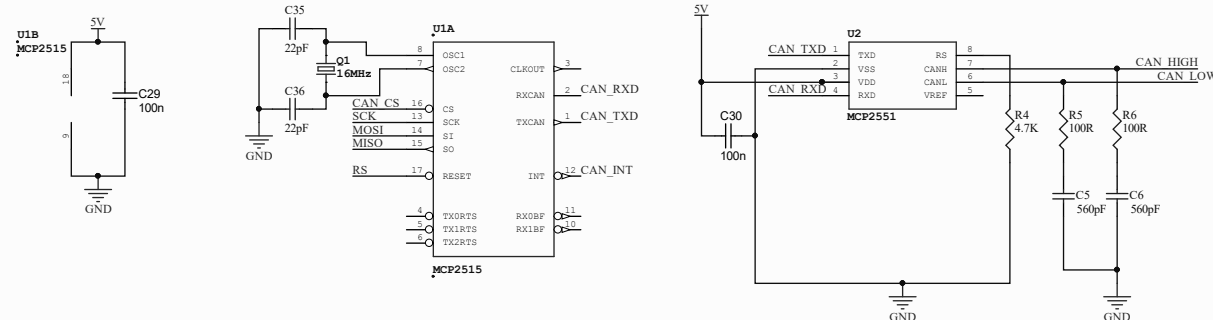 U1B
MCP2515
5V
18
9
C29
100n
GND
C35
22pF
Q1
16MHz
C36
22pF
GND
U1A
8
OSC1
7
OSC2
CLKOUT
3
RXCAN
2
CAN_RXD
CAN_CS
16
CS
SCK
13
SCK
TXCAN
1
CAN_TXD
MOSI
14
SI
MISO
15
SO
RS
17
RESET
INT
12
CAN_INT
4
TX0RTS
RX0BF
11
5
TX1RTS
RX1BF
10
6
TX2RTS
MCP2515
5V
U2
CAN_TXD
1
TXD
RS
8
2
VSS
CANH
7
CAN_HIGH
3
VDD
CANL
6
CAN_LOW
CAN_RXD
4
RXD
VREF
5
MCP2551
C30
100n
R4
4.7K
R5
100R
R6
100R
C5
560pF
C6
560pF
GND
GND